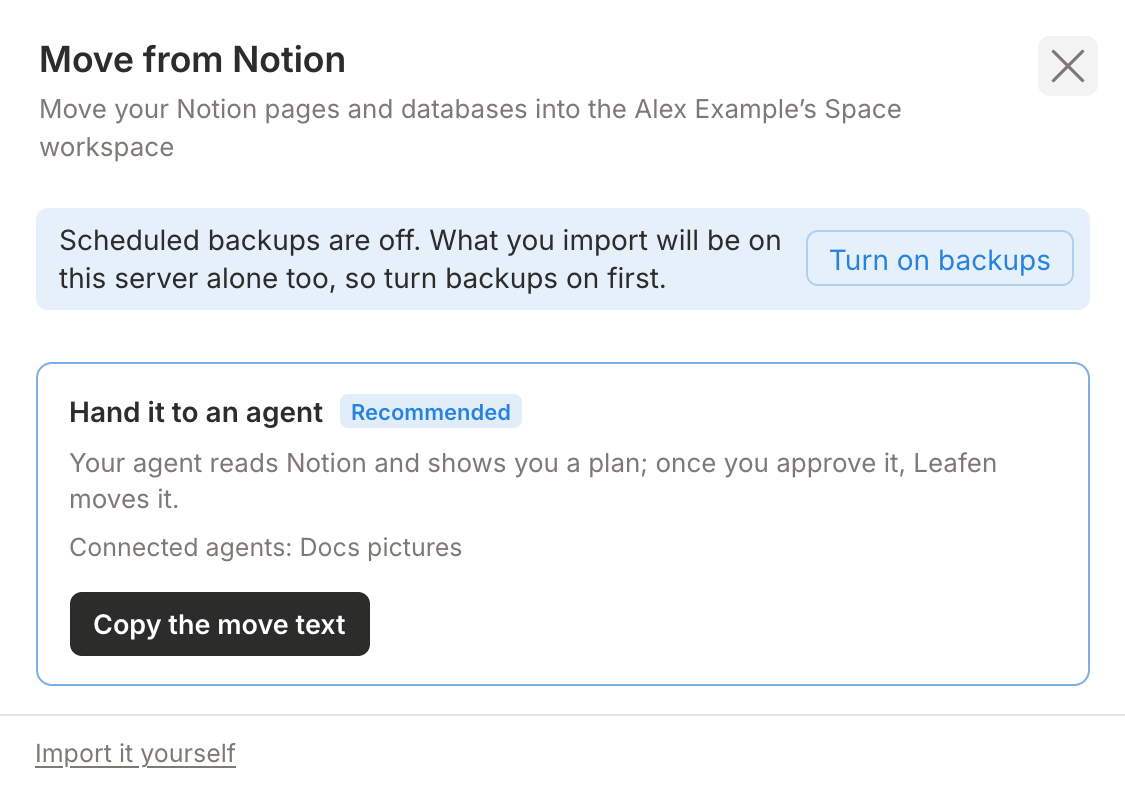 Move from Notion
Move your Notion pages and databases into the Alex Example’s Space
workspace
Scheduled backups are off. What you import will be on
this server alone too, so turn backups on first.
Turn on backups
Hand it to an agent
Recommended
Your agent reads Notion and shows you a plan; once you approve it, Leafen
moves it.
Connected agents: Docs pictures
Copy the move text
Import it yourself